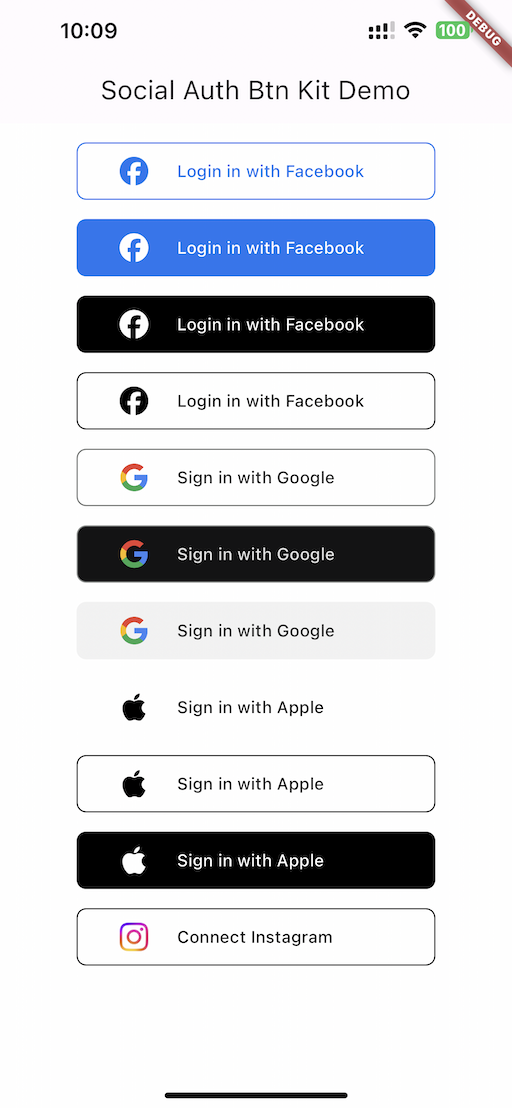 10:09
100
DEBUG
Social Auth Btn Kit Demo
Login in with Facebook
Login in with Facebook
Login in with Facebook
Login in with Facebook
Sign in with Google
Sign in with Google
Sign in with Google
Sign in with Apple
Sign in with Apple
Sign in with Apple
Connect Instagram